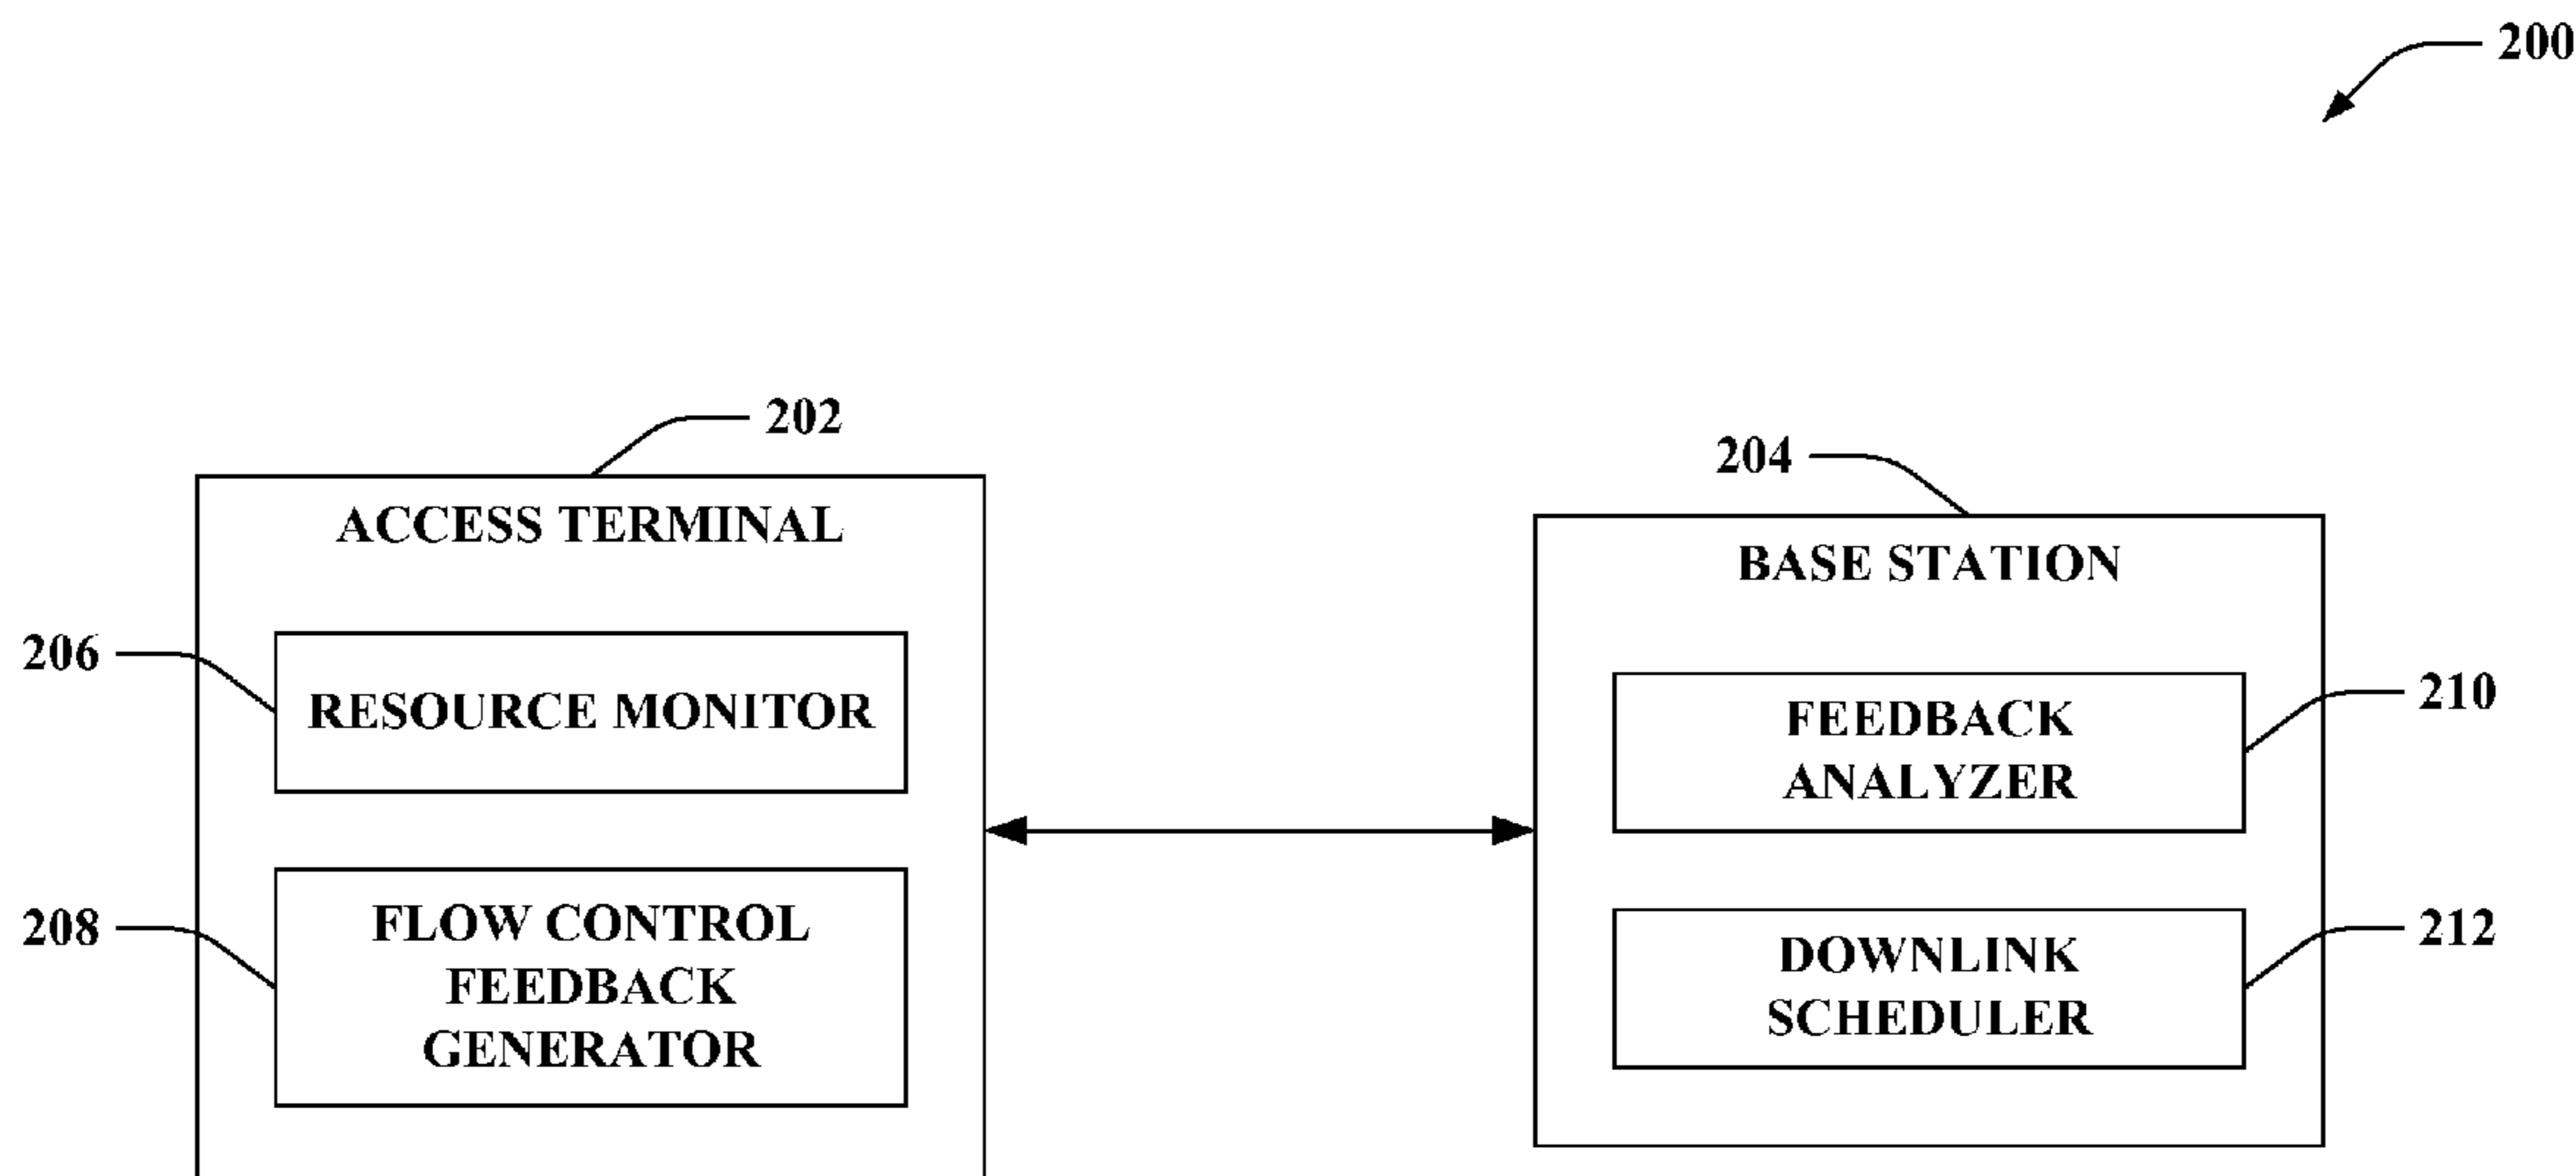 200
202
ACCESS TERMINAL
206
RESOURCE MONITOR
208
FLOW CONTROL
FEEDBACK
GENERATOR
204
BASE STATION
210
FEEDBACK
ANALYZER
212
DOWNLINK
SCHEDULER